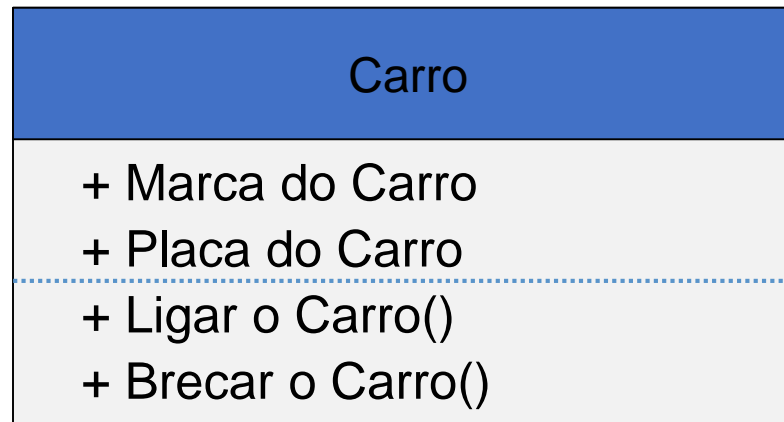 Carro
+ Marca do Carro
+ Placa do Carro
+ Ligar o Carro()
+ Brecar o Carro()